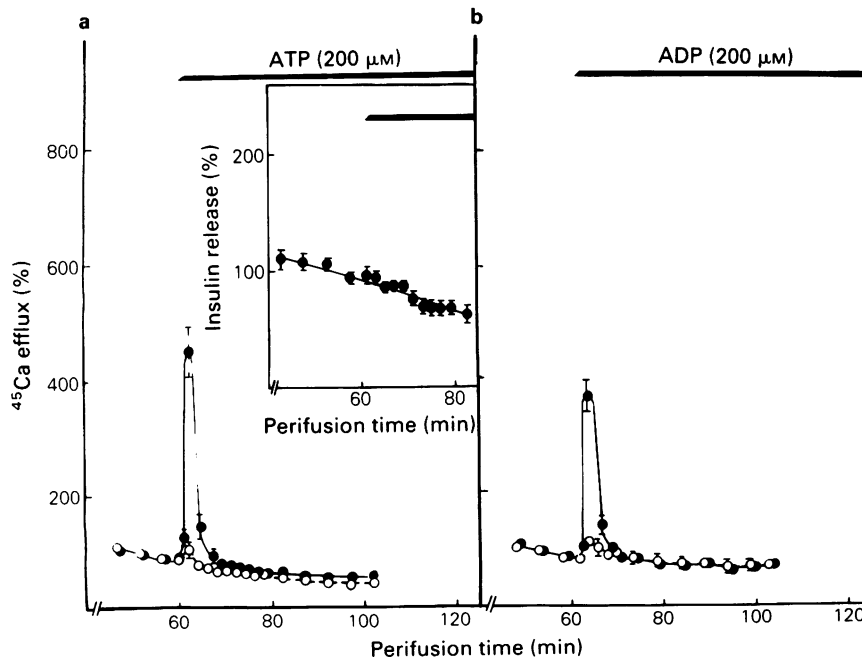 a
ATP (200 μM)
Insulin release (%)
200
100
60
80
Perifusion time (min)
⁴⁵Ca efflux (%)
800
600
400
200
60
80
100
120
b
ADP (200 μM)
60
80
100
120
Perifusion time (min)